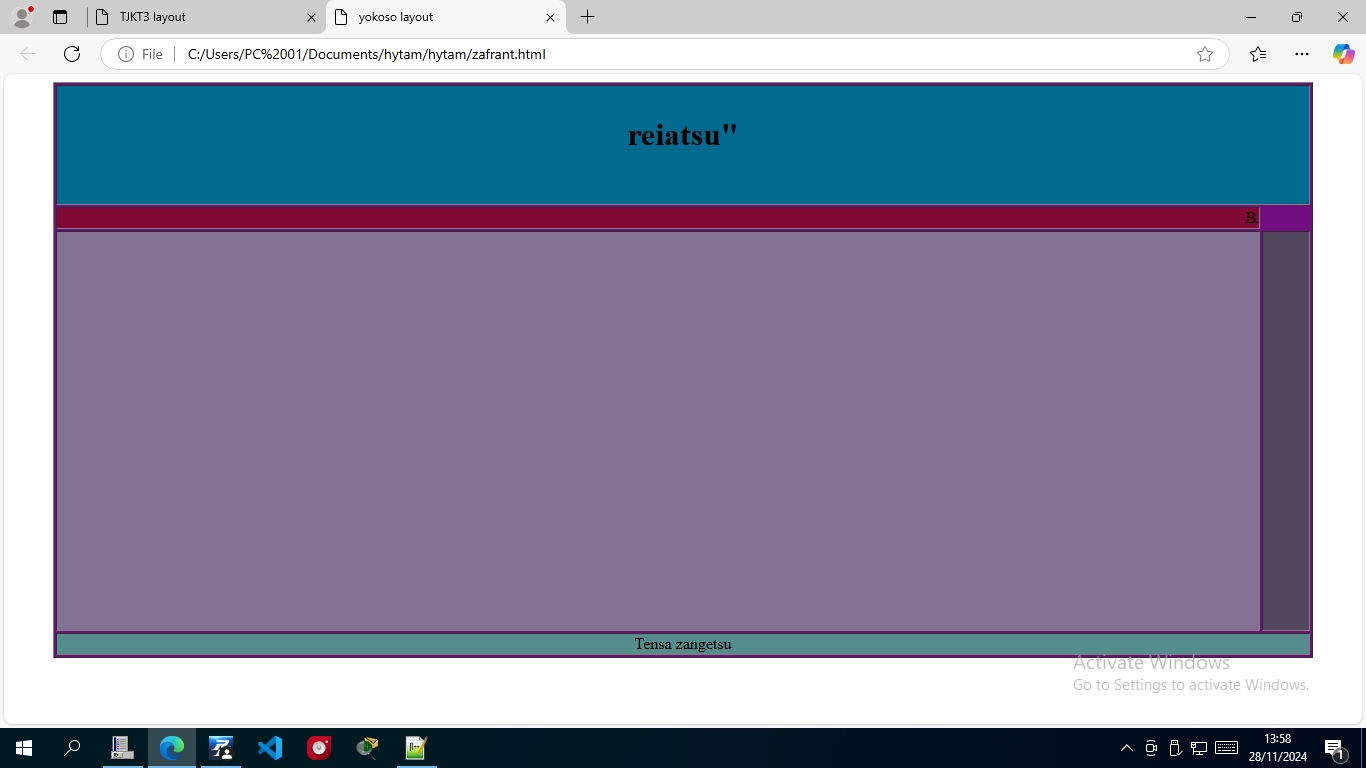 TJKT3 layout
yokoso layout
File
C:/Users/PC%2001/Documents/hytam/hytam/zafrant.html
reiatsu"
B.
Tensa zangetsu
Activate Windows
Go to Settings to activate Windows.
13:58
28/11/2024
1